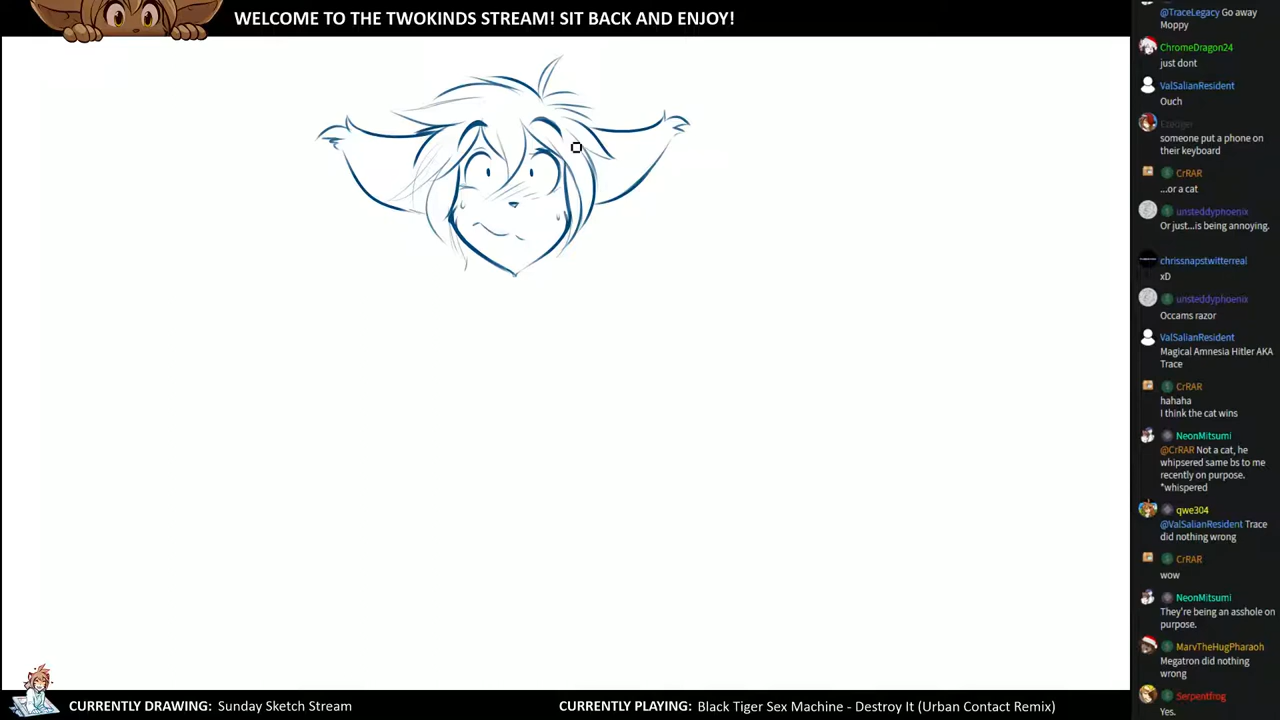 WELCOME TO THE TWOKINDS STREAM! SIT BACK AND ENJOY!
@TraceLegacy Go away
Moppy
ChromeDragon24
just dont
ValSalianResident
Ouch
someone put a phone on
their keyboard
CrRAR
...or a cat
unsteddyphoenix
Or just...is being annoying.
chrissnapstwitterreal
xD
unsteddyphoenix
Occams razor
ValSalianResident
Magical Amnesia Hitler AKA
Trace
CrRAR
hahaha
I think the cat wins
NeonMitsumi
@CrRAR Not a cat, he
whipsered same bs to me
recently on purpose.
*whispered
qwe304
@ValSalianResident Trace
did nothing wrong
CrRAR
wow
NeonMitsumi
They're being an asshole on
purpose.
MarvTheHugPharaoh
Megatron did nothing
wrong
Serpentfrog
Yes.
CURRENTLY DRAWING: Sunday Sketch Stream
CURRENTLY PLAYING: Black Tiger Sex Machine - Destroy It (Urban Contact Remix)